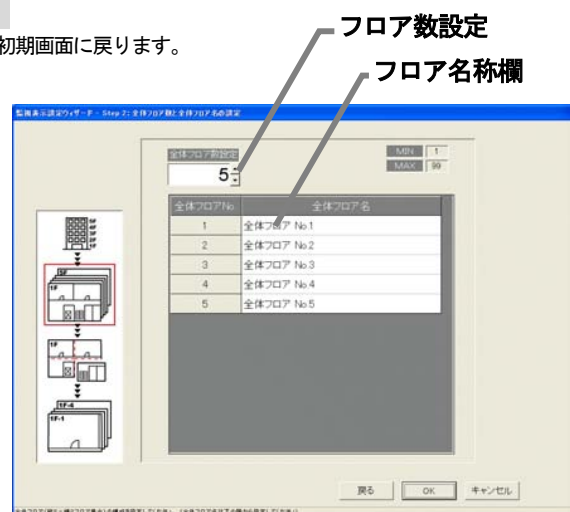 フロア数設定
初期画面に戻ります。
フロア名称欄
監視表示設定ウィザード - Step 2: 全体フロア数と全体フロア名の設定
全体フロア数設定
MIN 1
5
MAX 99
全体フロアNo. 全体フロア名
1 全体フロア No.1
2 全体フロア No.2
3 全体フロア No.3
4 全体フロア No.4
5 全体フロア No.5
5F
4F
3F
2F
1F
5F
1F
1F
1F-4
1F-1
戻る OK キャンセル